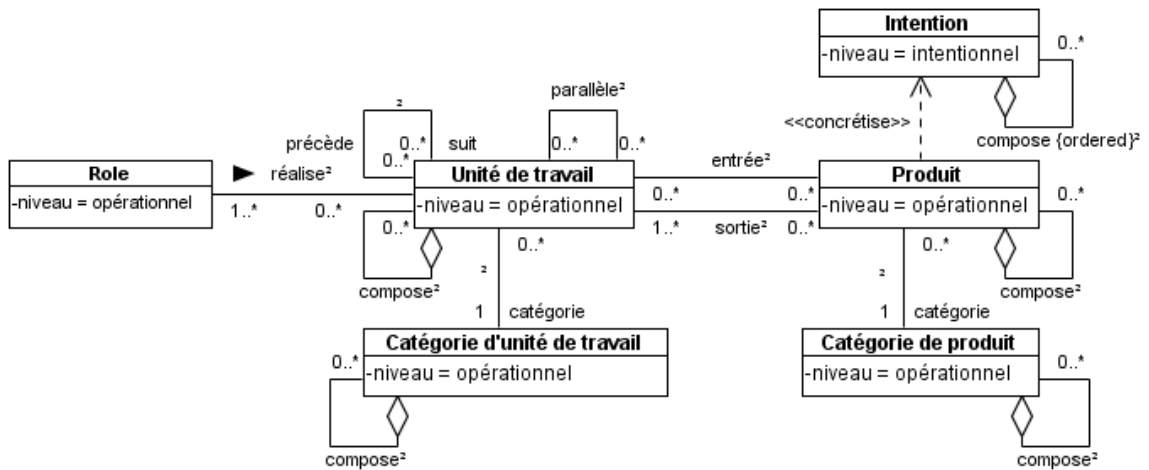 Intention
-niveau = intentionnel
0..*
compose {ordered}²
<<concrétise>>
parallèle²
0..*
0..*
²
précède
suit
0..*
0..*
Role
-niveau = opérationnel
réalise²
1..*
0..*
Unité de travail
-niveau = opérationnel
entrée²
0..*
0..*
1..*
sortie²
0..*
Produit
-niveau = opérationnel
0..*
compose²
0..*
compose²
0..*
²
1
catégorie
0..*
²
1
catégorie
Catégorie d'unité de travail
-niveau = opérationnel
0..*
compose²
Catégorie de produit
-niveau = opérationnel
0..*
compose²